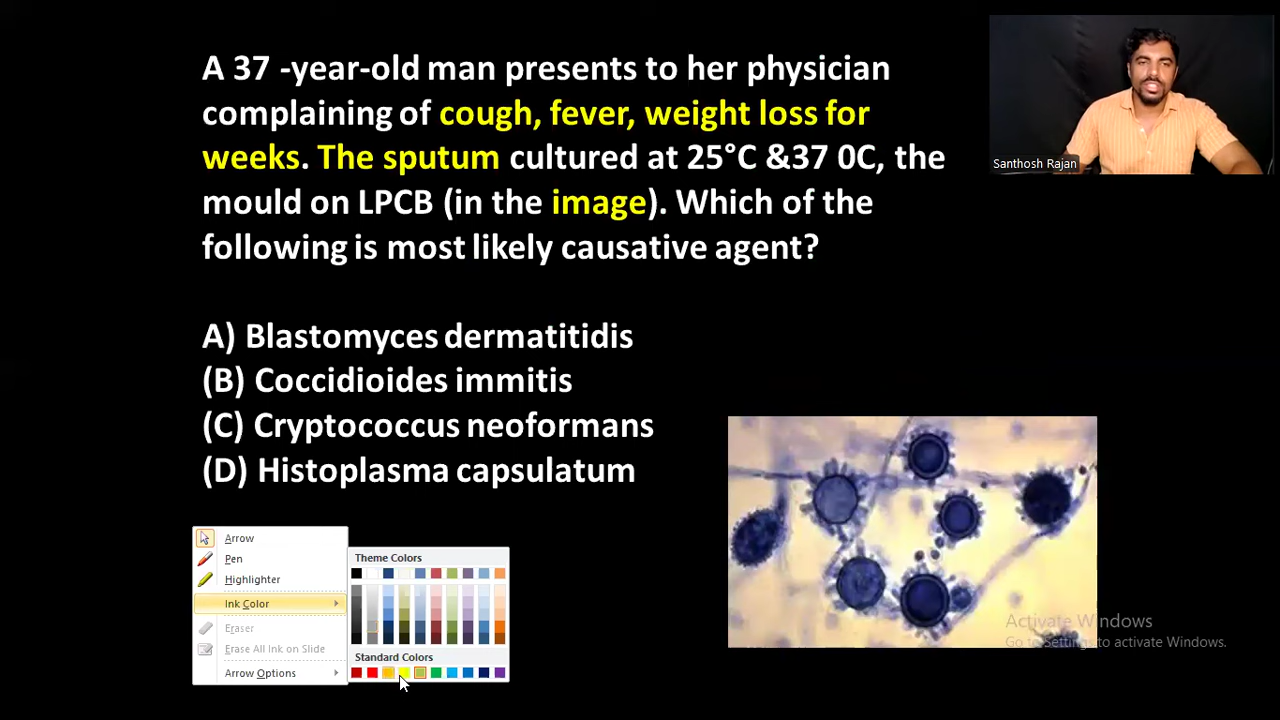 A 37 -year-old man presents to her physician
complaining of cough, fever, weight loss for
weeks. The sputum cultured at 25°C &37 0C, the
mould on LPCB (in the image). Which of the
following is most likely causative agent?
A) Blastomyces dermatitidis
(B) Coccidioides immitis
(C) Cryptococcus neoformans
(D) Histoplasma capsulatum
Santhosh Rajan
Arrow
Pen
Highlighter
Ink Color
Eraser
Erase All Ink on Slide
Arrow Options
Theme Colors
Standard Colors
Activate Windows
Go to Settings to activate Windows.